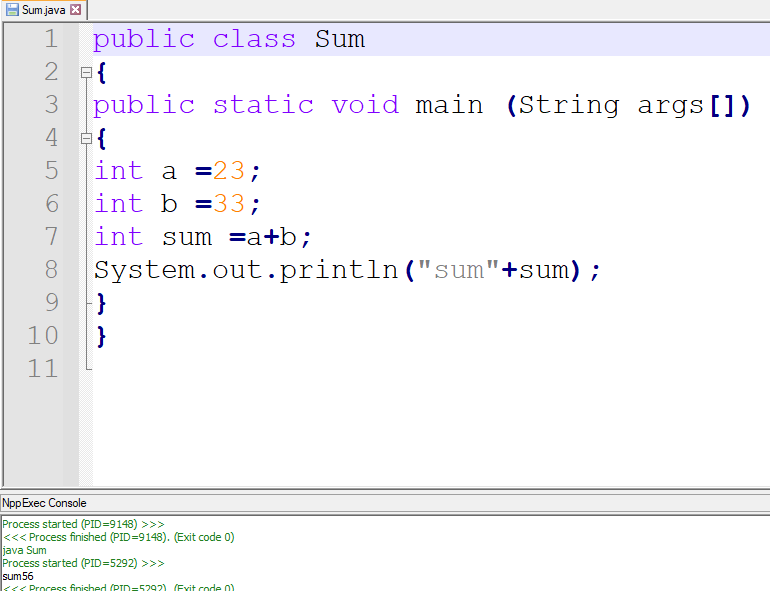 Sum.java
1 public class Sum
2 {
3 public static void main (String args[])
4 {
5 int a =23;
6 int b =33;
7 int sum =a+b;
8 System.out.println("sum"+sum);
9 }
10 }
11
NppExec Console
Process started (PID=9148) >>>
<<< Process finished (PID=9148). (Exit code 0)
java Sum
Process started (PID=5292) >>>
sum56
<<< Process finished (PID=5292). (Exit code 0)